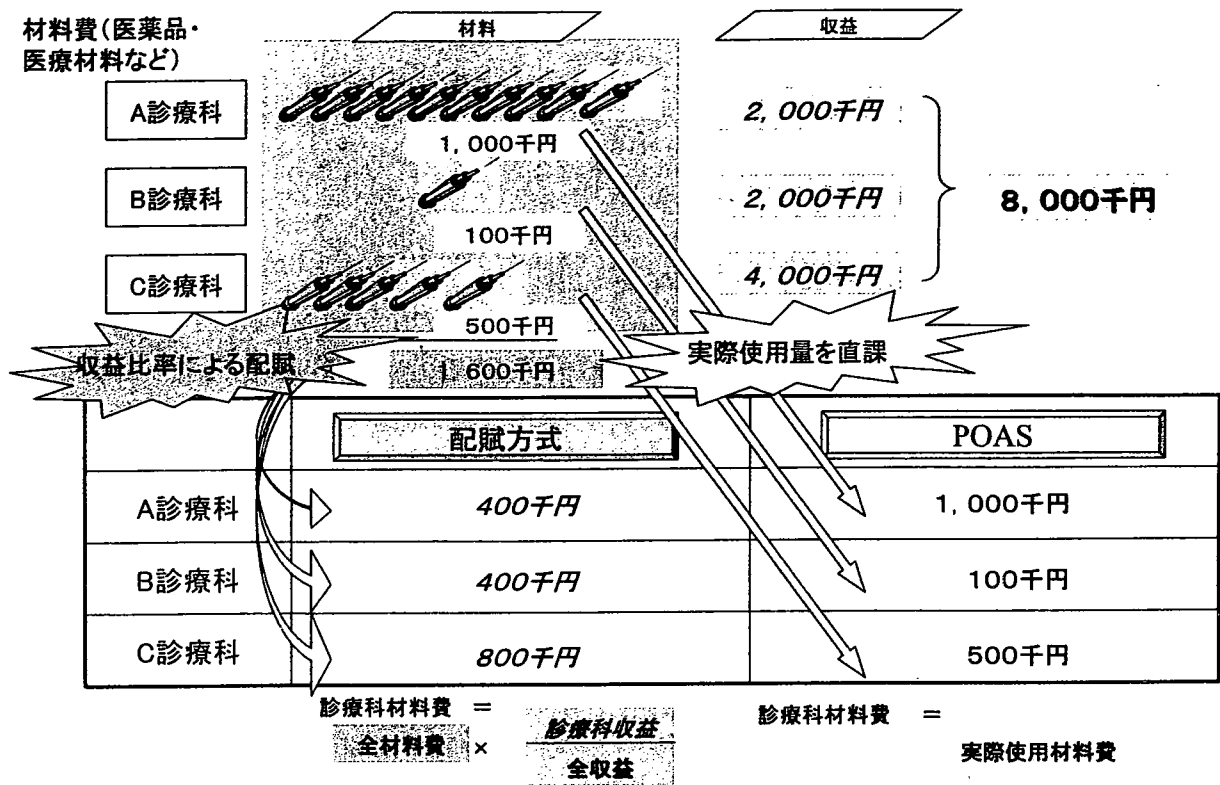 材料費(医薬品・
医療材料など)
材料
収益
A診療科
1,000千円
2,000千円
B診療科
100千円
2,000千円
8,000千円
C診療科
500千円
4,000千円
収益比率による配賦
1,600千円
実際使用量を直課
配賦方式
POAS
A診療科
400千円
1,000千円
B診療科
400千円
100千円
C診療科
800千円
500千円
診療科材料費 =
全材料費 × 診療科収益
全収益
診療科材料費 =
実際使用材料費